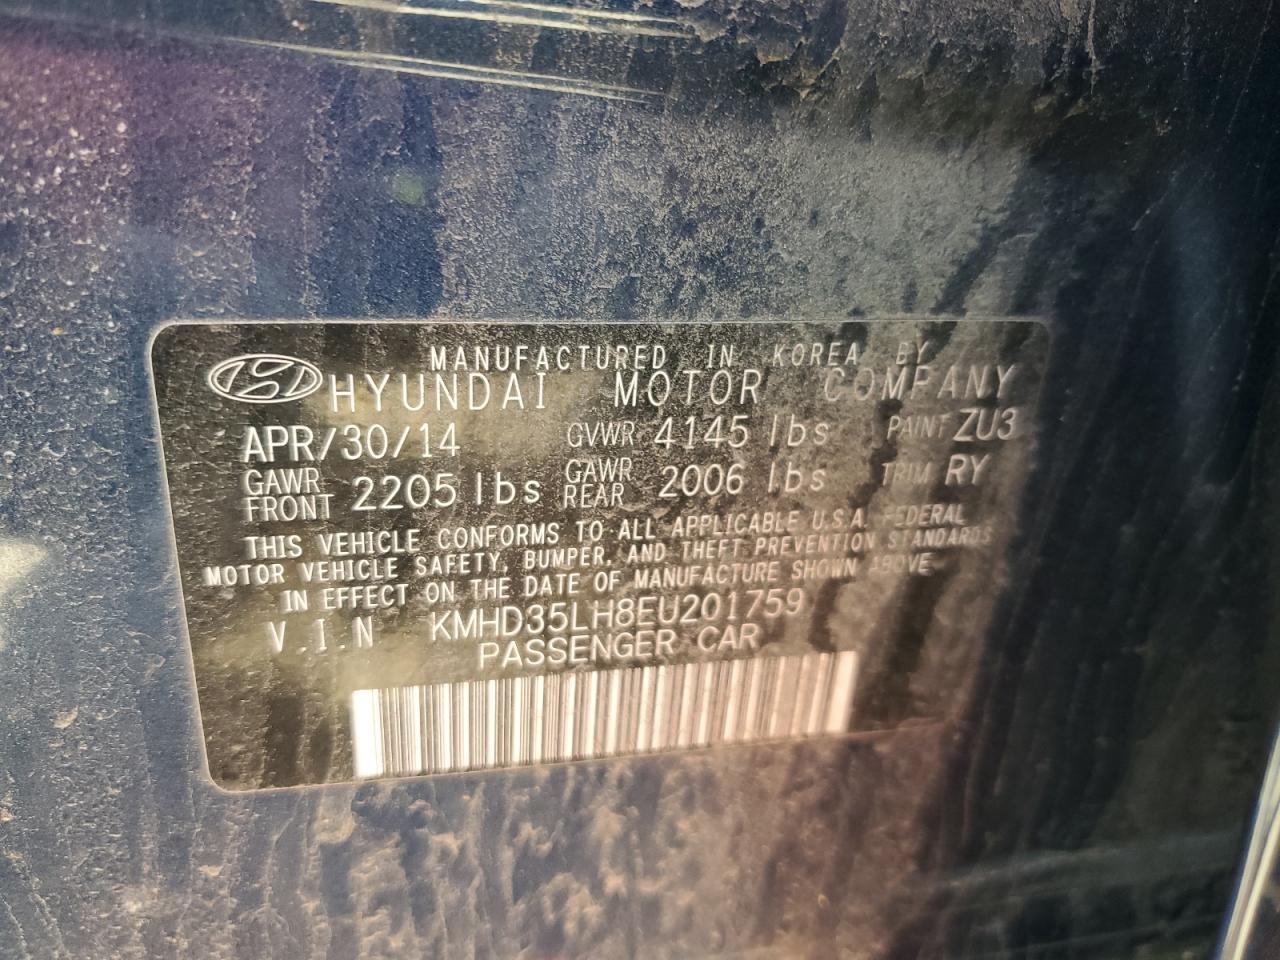 MANUFACTURED IN KOREA BY
HYUNDAI MOTOR COMPANY
APR/30/14 GVWR 4145 lbs PAINT ZU3
GAWR FRONT 2205 lbs GAWR REAR 2006 lbs TRIM RY
THIS VEHICLE CONFORMS TO ALL APPLICABLE U.S.A. FEDERAL
MOTOR VEHICLE SAFETY, BUMPER, AND THEFT PREVENTION STANDARDS
IN EFFECT ON THE DATE OF MANUFACTURE SHOWN ABOVE
V.I.N KMHD35LH8EU201759
PASSENGER CAR